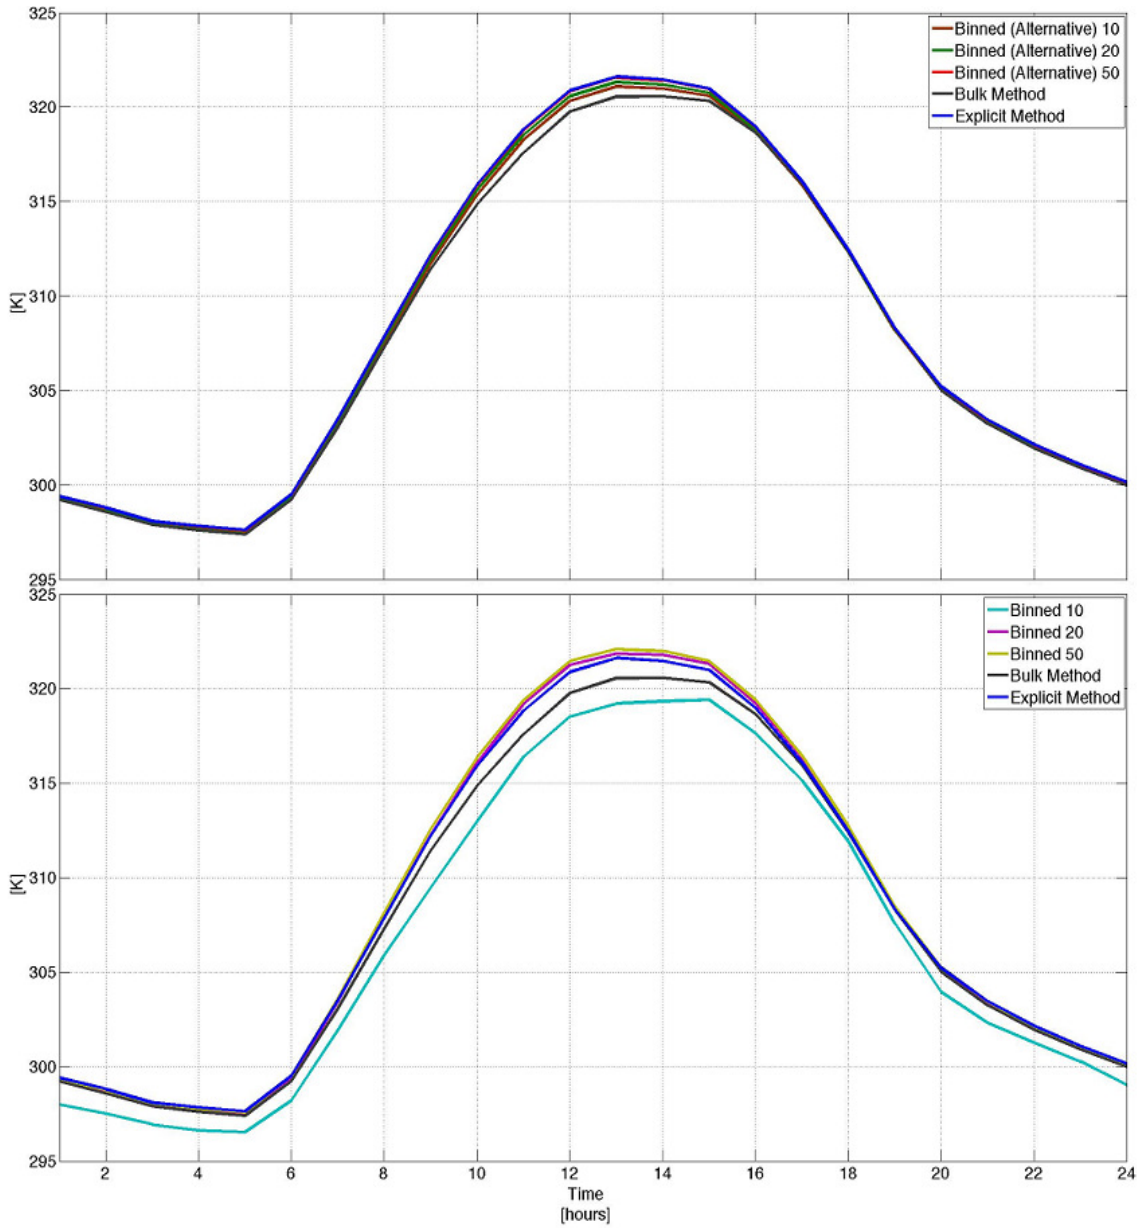 325
320
315
310
305
300
295
[K]
Binned (Alternative) 10
Binned (Alternative) 20
Binned (Alternative) 50
Bulk Method
Explicit Method
325
320
315
310
305
300
295
[K]
Binned 10
Binned 20
Binned 50
Bulk Method
Explicit Method
2 4 6 8 10 12 14 16 18 20 22 24
Time
[hours]